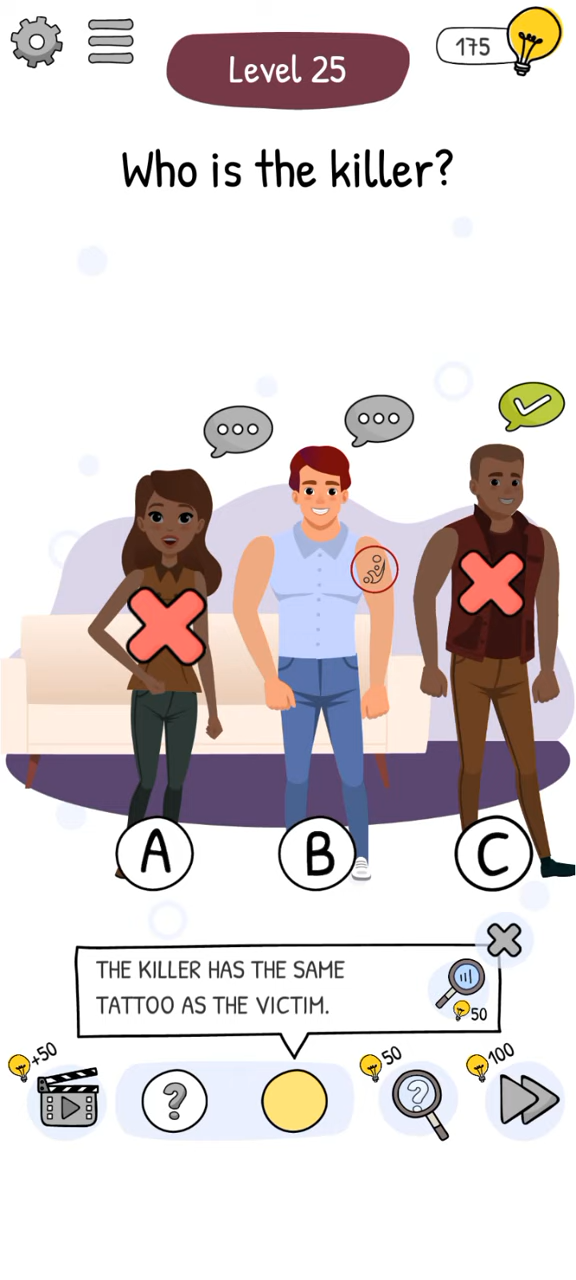 175
Level 25
Who is the killer?
A
B
C
THE KILLER HAS THE SAME
TATTOO AS THE VICTIM.
50
+50
?
50
?
100